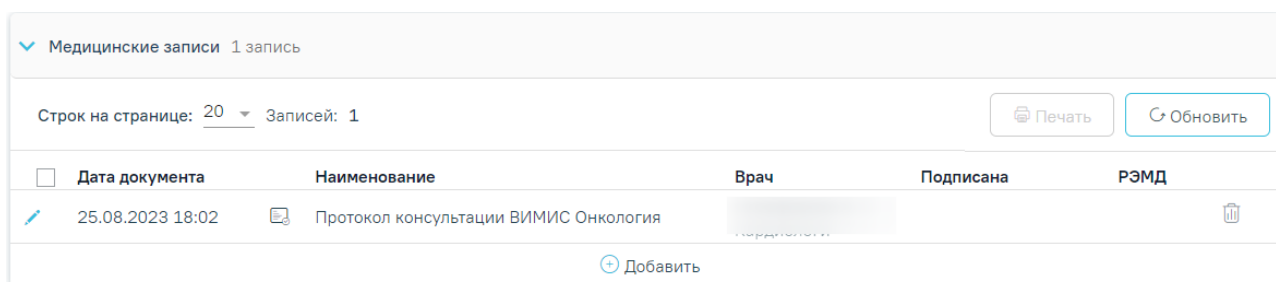 Медицинские записи 1 запись
Строк на странице: 20 Записей: 1 Печать Обновить
Дата документа Наименование Врач Подписана РЭМД
25.08.2023 18:02 Протокол консультации ВИМИС Онкология
Добавить